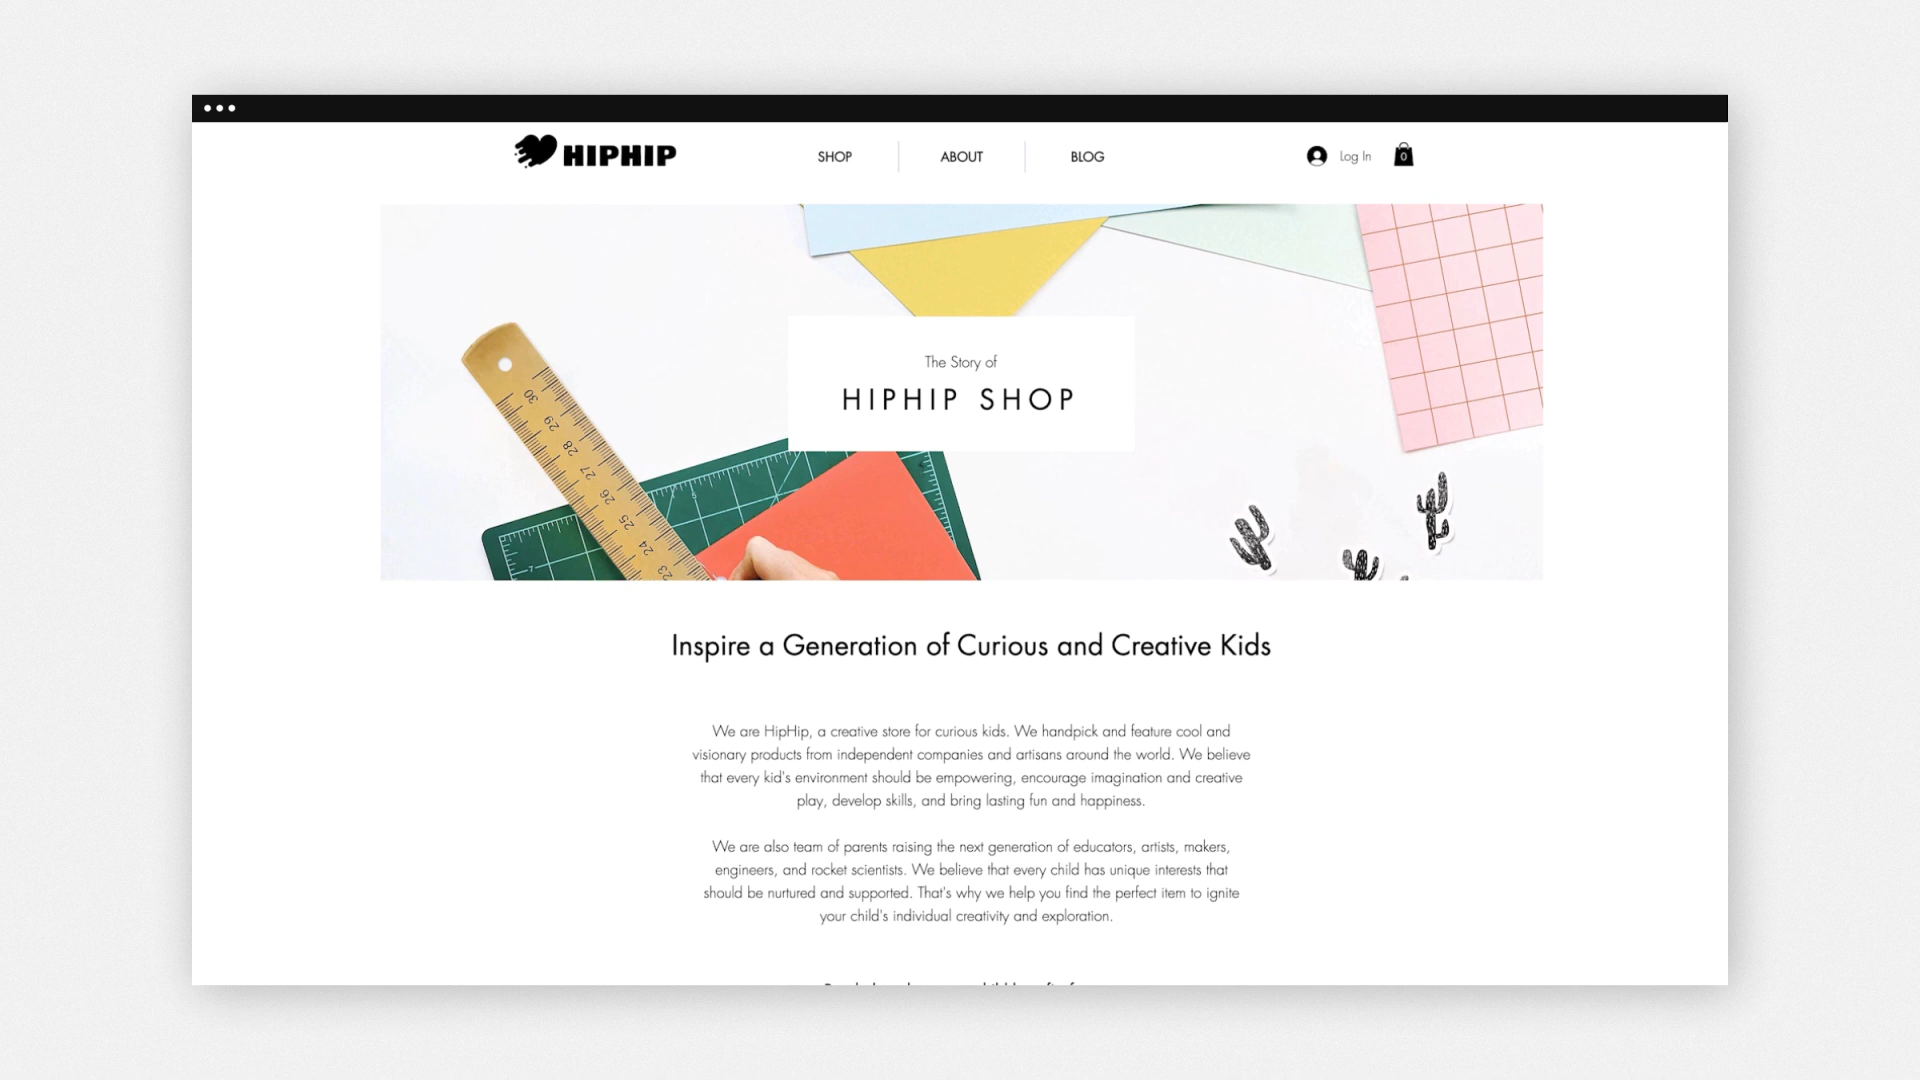 HIPHIP
SHOP
ABOUT
BLOG
Log In
0
The Story of
HIPHIP SHOP
30
29
28
27
26
25
24
23
7
Inspire a Generation of Curious and Creative Kids
We are HipHip, a creative store for curious kids. We handpick and feature cool and
visionary products from independent companies and artisans around the world. We believe
that every kid's environment should be empowering, encourage imagination and creative
play, develop skills, and bring lasting fun and happiness.
We are also team of parents raising the next generation of educators, artists, makers,
engineers, and rocket scientists. We believe that every child has unique interests that
should be nurtured and supported. That's why we help you find the perfect item to ignite
your child's individual creativity and exploration.